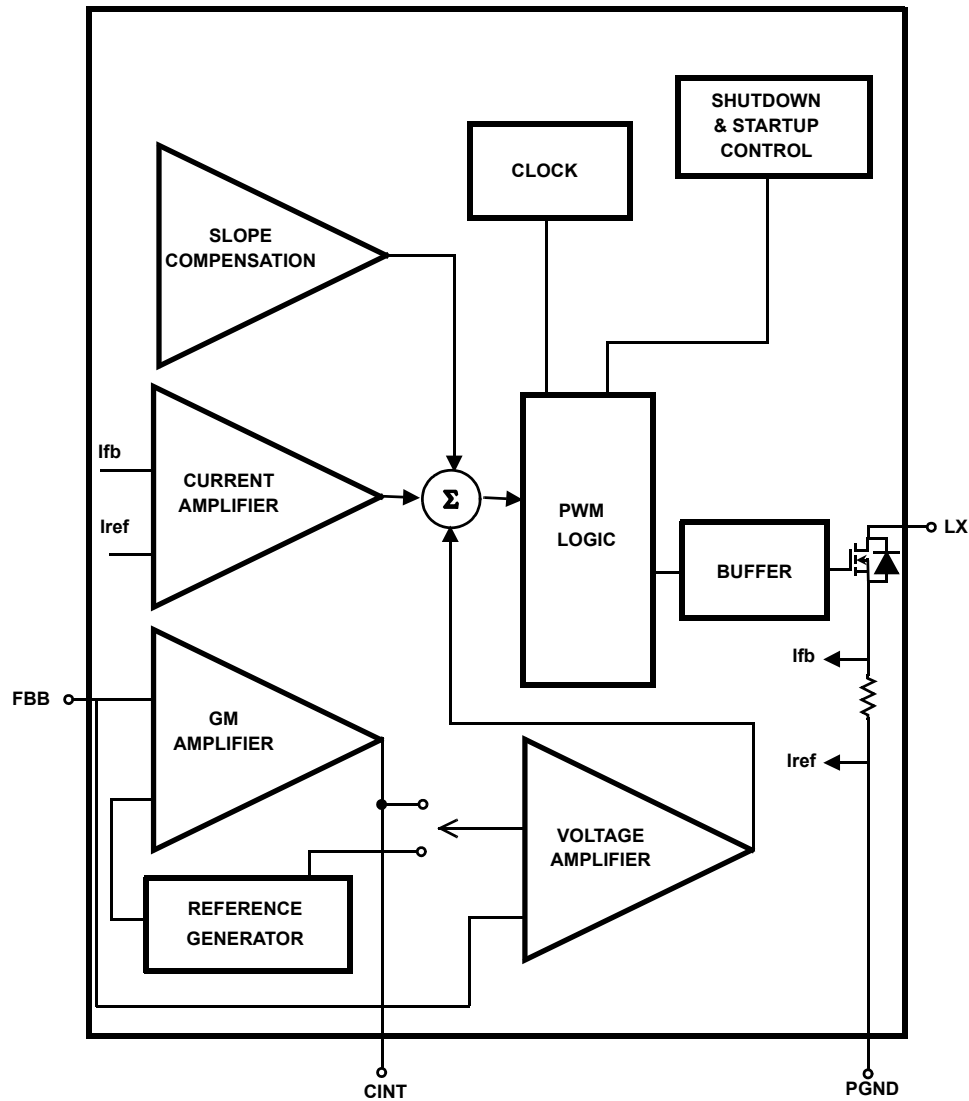 SHUTDOWN
& STARTUP
CONTROL
CLOCK
SLOPE
COMPENSATION
Ifb
CURRENT
AMPLIFIER
Iref
Σ
PWM
LOGIC
BUFFER
LX
Ifb
Iref
FBB
GM
AMPLIFIER
VOLTAGE
AMPLIFIER
REFERENCE
GENERATOR
CINT
PGND